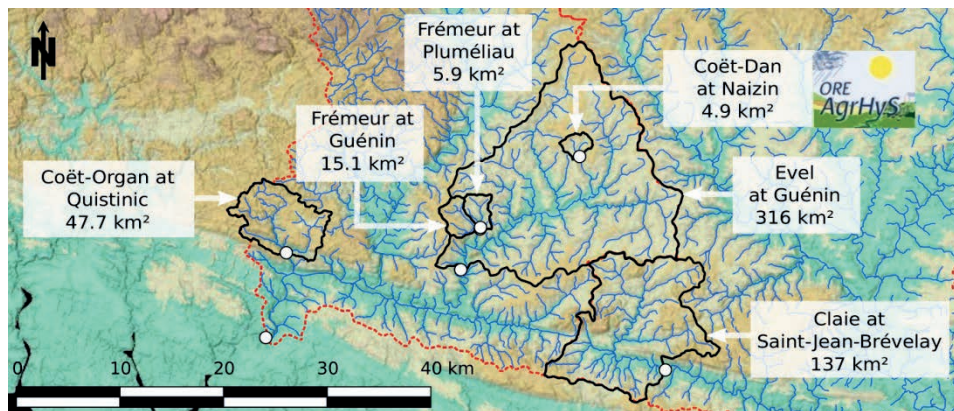 N
Frémeur at
Pluméliau
5.9 km²
Coët-Dan
at Naizin
4.9 km²
ORE
AgrHyS
Frémeur at
Guénin
15.1 km²
Coët-Organ at
Quistinic
47.7 km²
Evel
at Guénin
316 km²
Claie at
Saint-Jean-Brévelay
137 km²
0 10 20 30 40 km